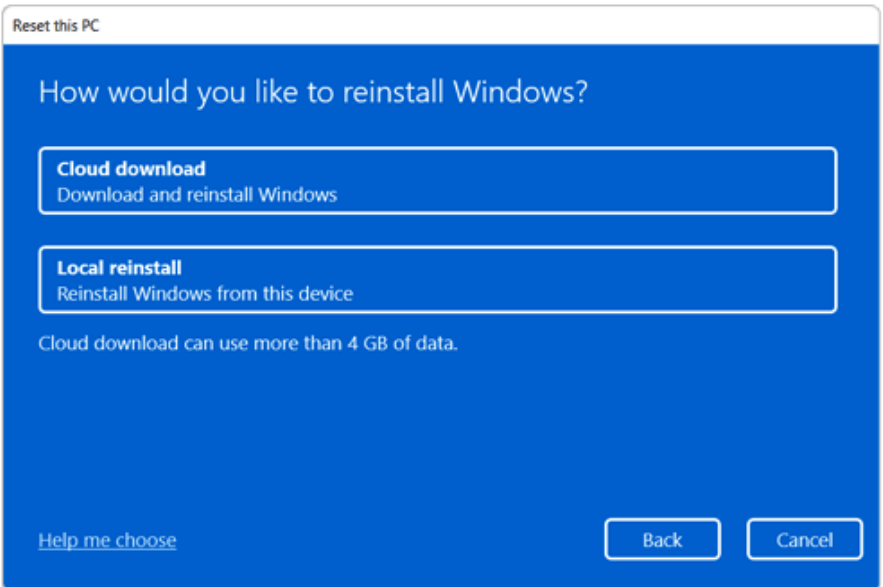 Reset this PC
How would you like to reinstall Windows?
Cloud download
Download and reinstall Windows
Local reinstall
Reinstall Windows from this device
Cloud download can use more than 4 GB of data.
Help me choose
Back
Cancel